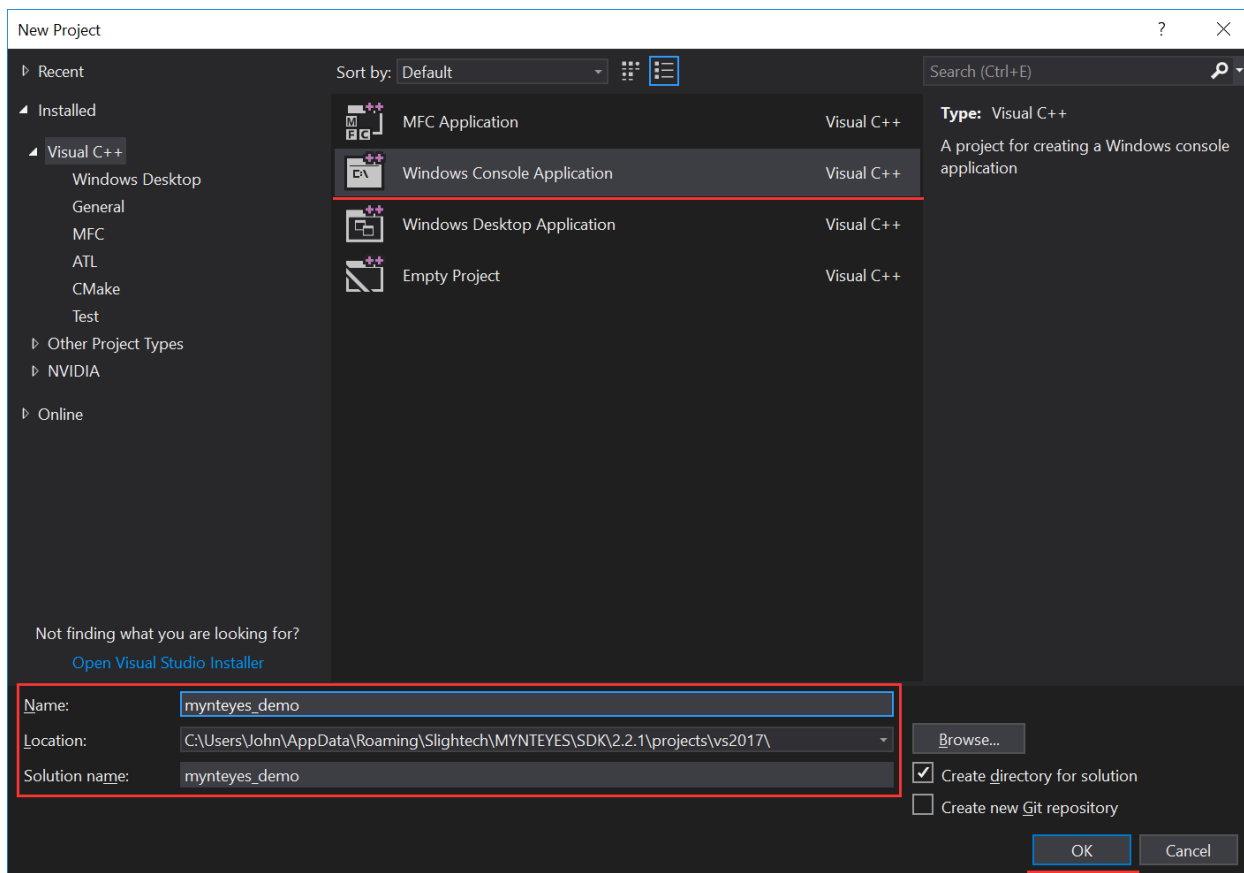 New Project
?
Recent
Installed
Visual C++
Windows Desktop
General
MFC
ATL
CMake
Test
Other Project Types
NVIDIA
Online
Not finding what you are looking for?
Open Visual Studio Installer
Sort by: Default
MFC Application Visual C++
Windows Console Application Visual C++
Windows Desktop Application Visual C++
Empty Project Visual C++
Search (Ctrl+E)
Type: Visual C++
A project for creating a Windows console
application
Name: mynteyes_demo
Location: C:\Users\John\AppData\Roaming\Slightech\MYNTEYES\SDK\2.2.1\projects\vs2017\
Solution name: mynteyes_demo
Browse...
Create directory for solution
Create new Git repository
OK Cancel